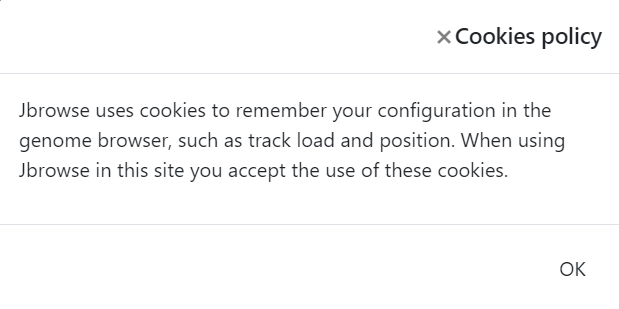 ×Cookies policy
Jbrowse uses cookies to remember your configuration in the
genome browser, such as track load and position. When using
Jbrowse in this site you accept the use of these cookies.
OK